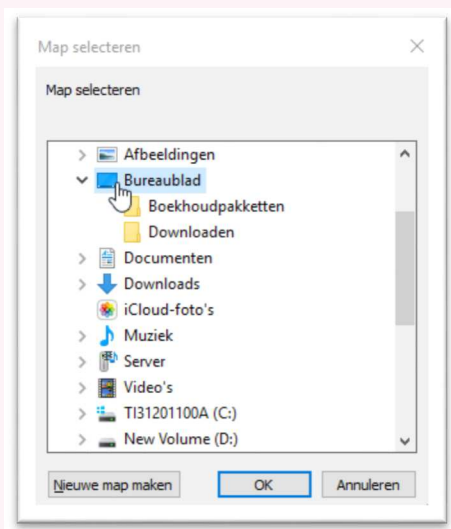 Map selecteren
Map selecteren
Afbeeldingen
Bureaublad
Boekhoudpakketten
Downloaden
Documenten
Downloads
iCloud-foto's
Muziek
Server
Video's
TI31201100A (C:)
New Volume (D:)
Nieuwe map maken OK Annuleren